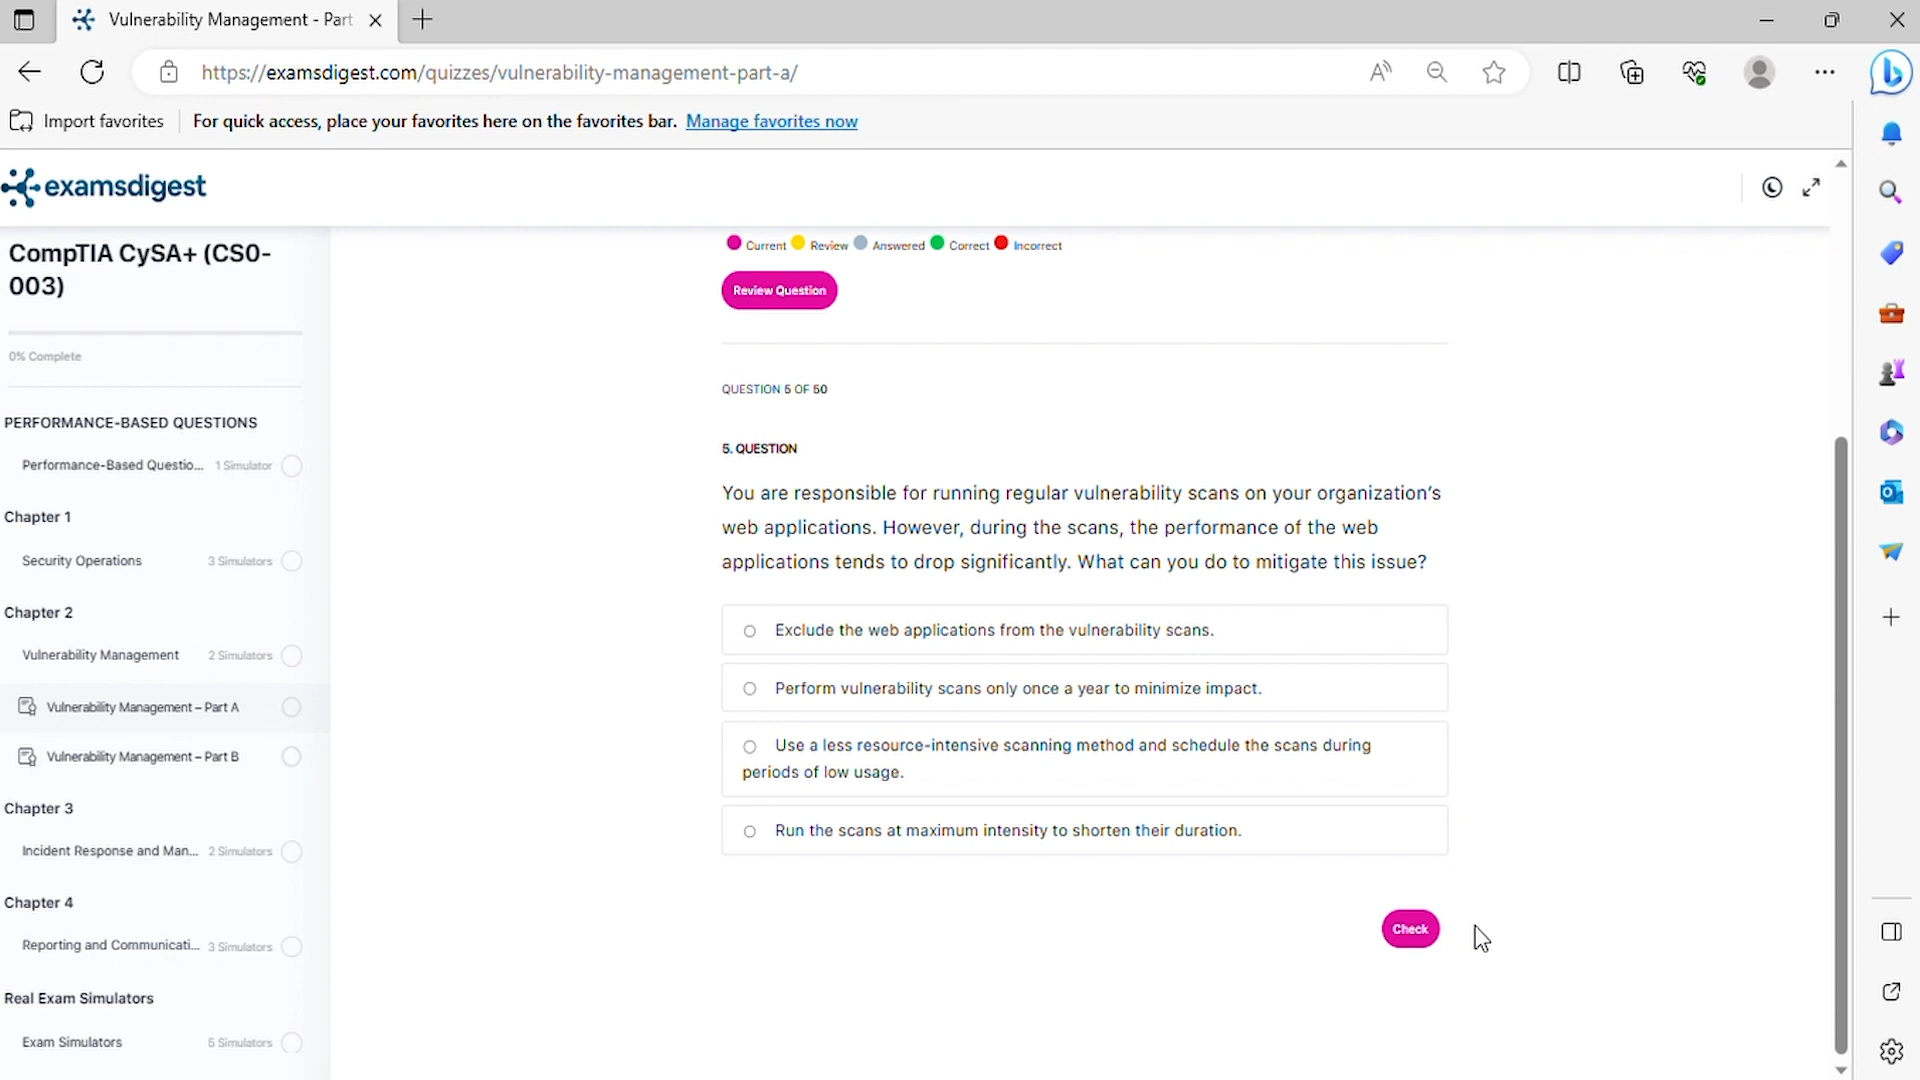 Vulnerability Management - Part
https://examsdigest.com/quizzes/vulnerability-management-part-a/
Import favorites
For quick access, place your favorites here on the favorites bar. Manage favorites now
examsdigest
CompTIA CySA+ (CS0-
003)
0% Complete
PERFORMANCE-BASED QUESTIONS
Performance-Based Questio... 1 Simulator
Chapter 1
Security Operations 3 Simulators
Chapter 2
Vulnerability Management 2 Simulators
Vulnerability Management – Part A
Vulnerability Management – Part B
Chapter 3
Incident Response and Man... 2 Simulators
Chapter 4
Reporting and Communicati... 3 Simulators
Real Exam Simulators
Exam Simulators 5 Simulators
Current Review Answered Correct Incorrect
Review Question
QUESTION 5 OF 50
5. QUESTION
You are responsible for running regular vulnerability scans on your organization's
web applications. However, during the scans, the performance of the web
applications tends to drop significantly. What can you do to mitigate this issue?
Exclude the web applications from the vulnerability scans.
Perform vulnerability scans only once a year to minimize impact.
Use a less resource-intensive scanning method and schedule the scans during
periods of low usage.
Run the scans at maximum intensity to shorten their duration.
Check